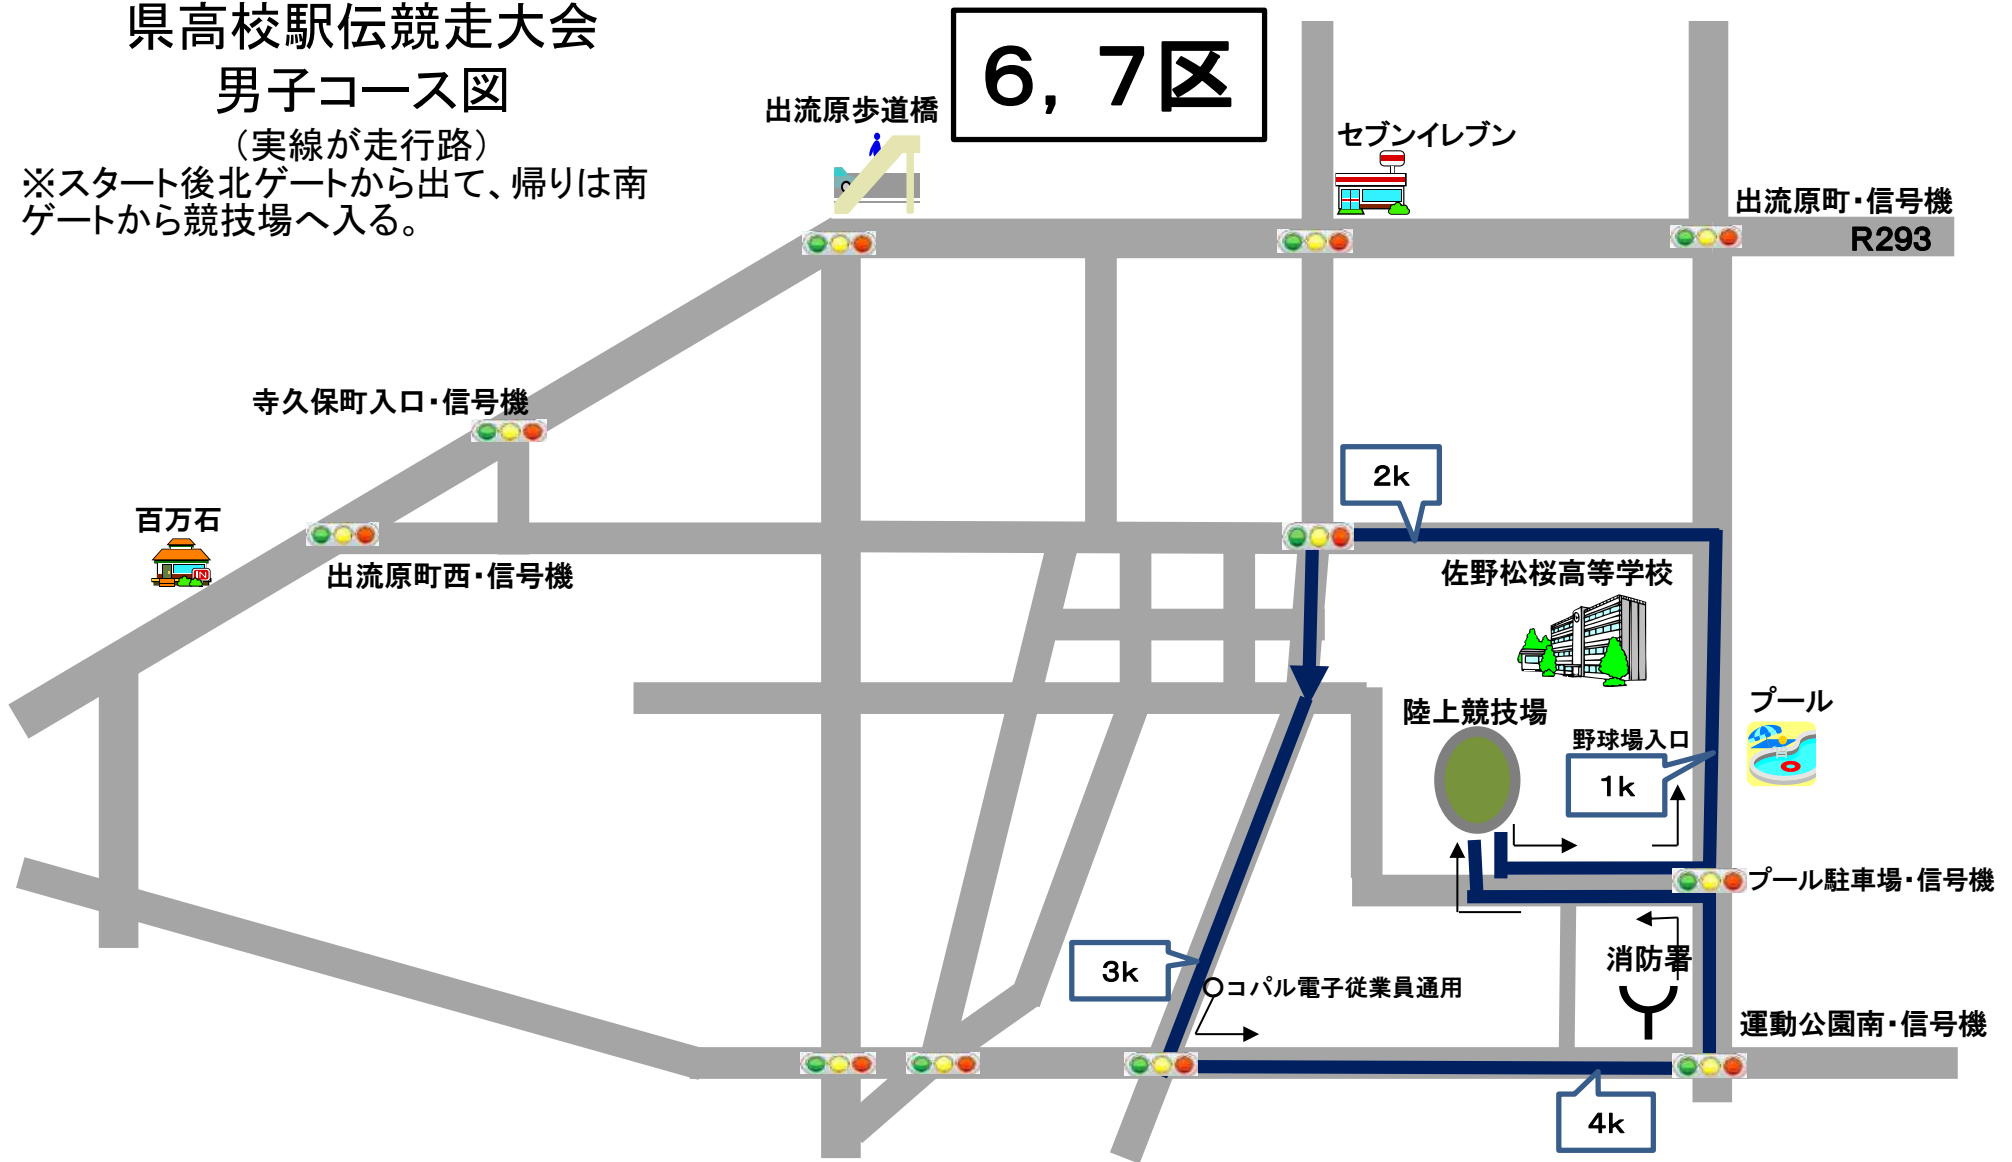 県高校駅伝競走大会
男子コース図
（実線が走行路）
※スタート後北ゲートから出て、帰りは南
ゲートから競技場へ入る。
6，7区
出流原歩道橋
セブンイレブン
出流原町・信号機
R293
寺久保町入口・信号機
2k
百万石
出流原町西・信号機
佐野松桜高等学校
陸上競技場
プール
野球場入口
1k
プール駐車場・信号機
消防署
3k
コパル電子従業員通用
運動公園南・信号機
4k